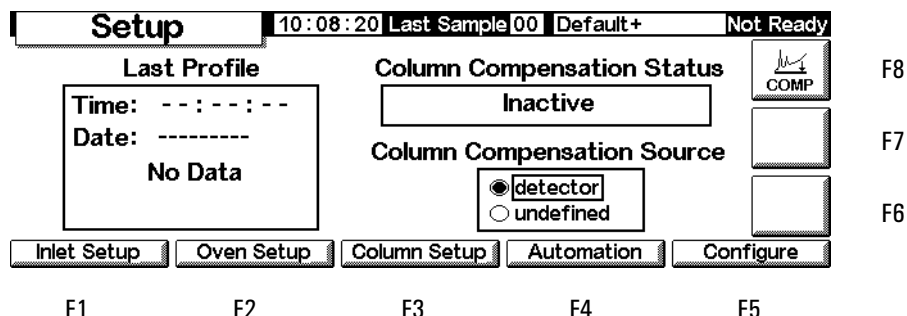 Setup 10:08:20 Last Sample 00 Default+ Not Ready
Last Profile
Time: --:--:--
Date: ---------
No Data
Column Compensation Status
Inactive
Column Compensation Source
detector
undefined
COMP
F8
F7
F6
Inlet Setup Oven Setup Column Setup Automation Configure
F1 F2 F3 F4 F5